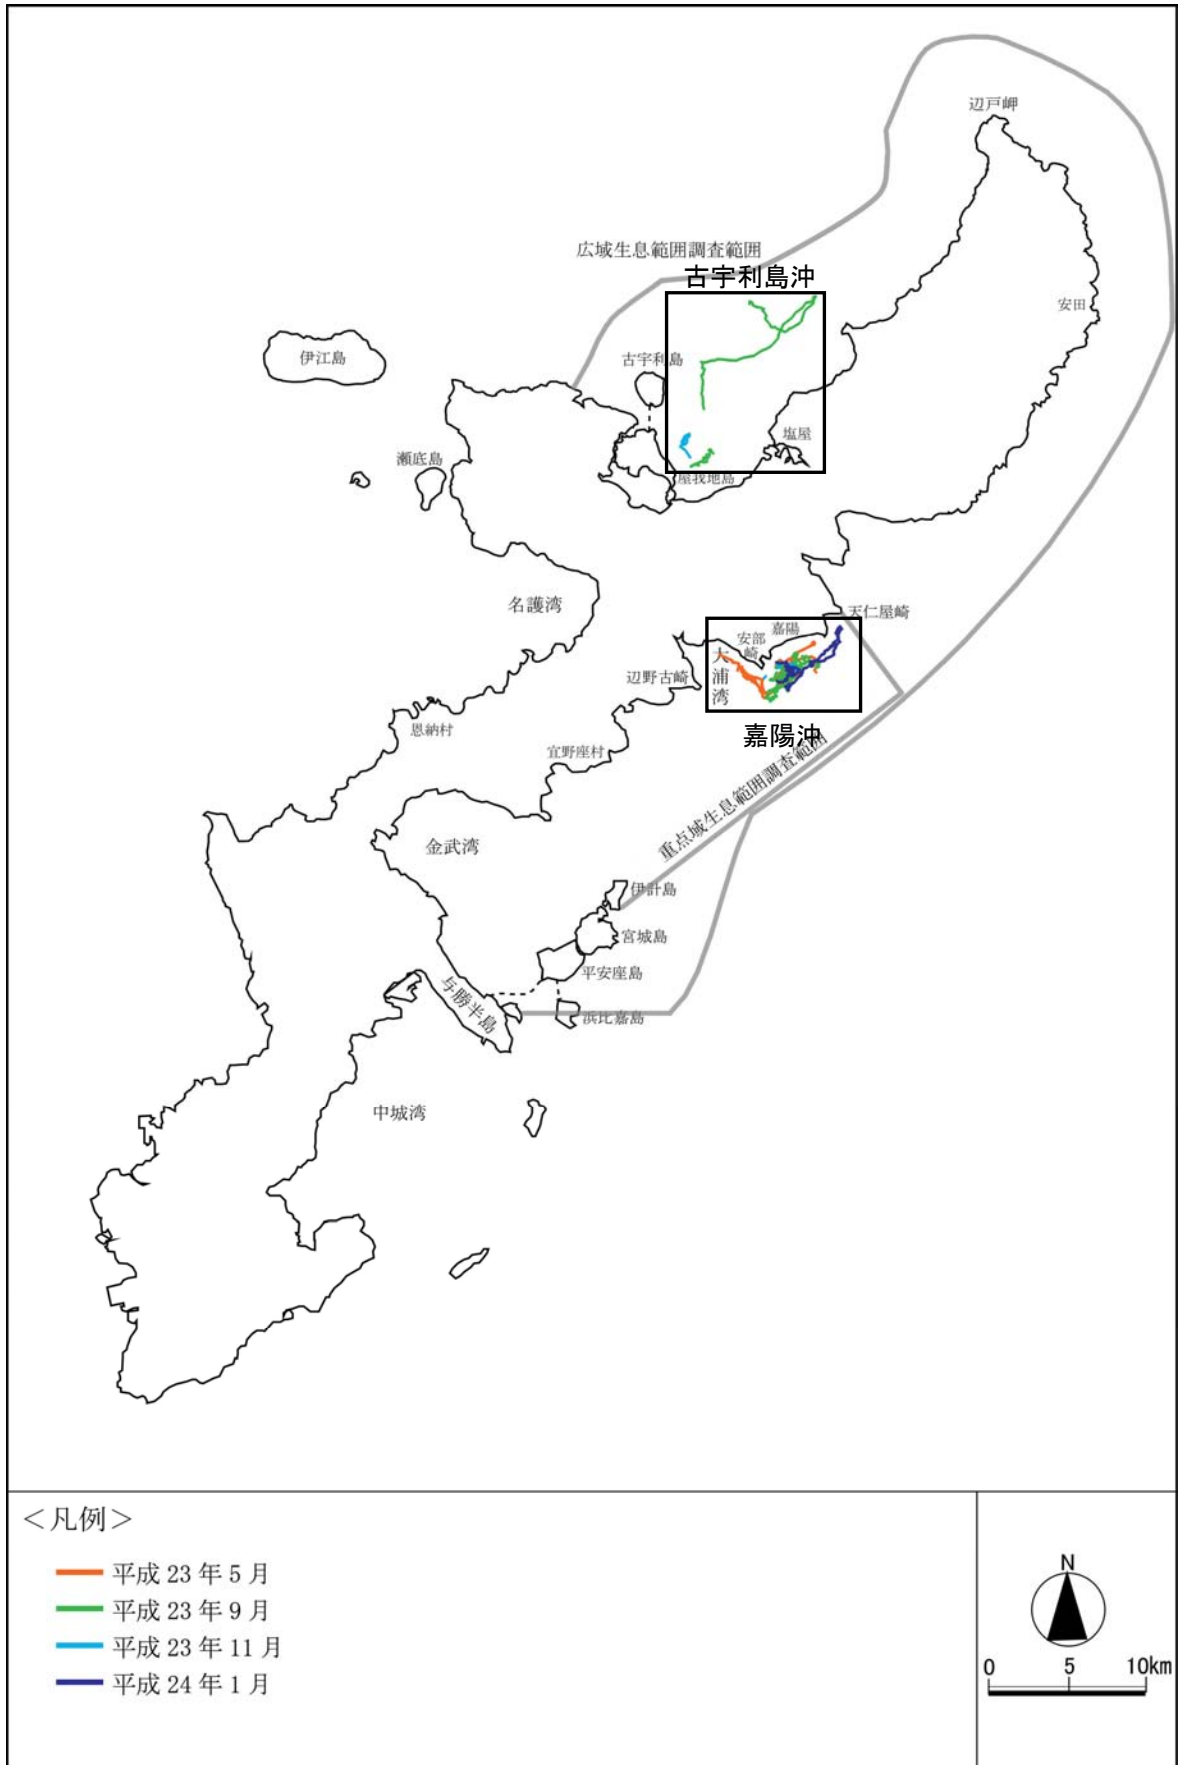 辺戸岬
広域生息範囲調査範囲
古宇利島沖
安田
伊江島
古宇利島
塩屋
瀬底島
屋我地島
名護湾
天仁屋崎
嘉陽
安部
崎
大
浦
湾
辺野古崎
嘉陽沖
恩納村
宜野座村
重点域生息範囲調査範囲
金武湾
伊計島
宮城島
平安座島
与勝半島
浜比嘉島
中城湾
＜凡例＞
平成 23 年 5 月
平成 23 年 9 月
平成 23 年 11 月
平成 24 年 1 月
N
0 5 10km